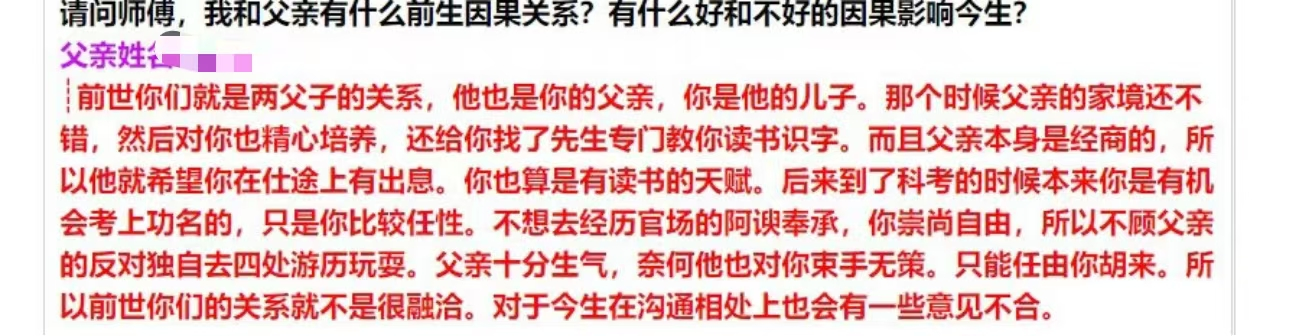 请问师傅，我和父亲有什么前生因果关系？有什么好和不好的因果影响今生？
父亲姓名
前世你们就是两父子的关系，他也是你的父亲，你是他的儿子。那个时候父亲的家境还不
错，然后对你也精心培养，还给你找了先生专门教你读书识字。而且父亲本身是经商的，所
以他就希望你在仕途上有出息。你也算是有读书的天赋。后来到了科考的时候本来你是有机
会考上功名的，只是你比较任性。不想去经历官场的阿谀奉承，你崇尚自由，所以不顾父亲
的反对独自去四处游历玩耍。父亲十分生气，奈何他也对你束手无策。只能任由你胡来。所
以前世你们的关系就不是很融洽。对于今生在沟通相处上也会有一些意见不合。